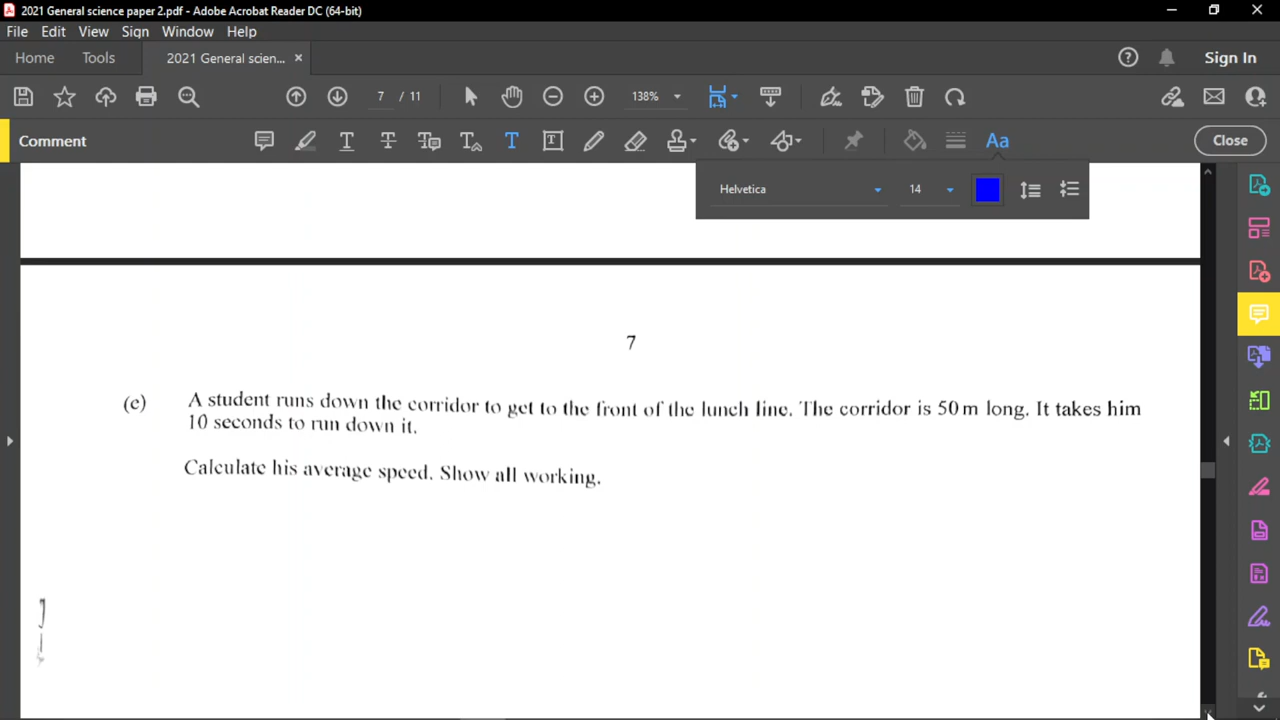 2021 General science paper 2.pdf - Adobe Acrobat Reader DC (64-bit)
File Edit View Sign Window Help
Home Tools 2021 General scien... × Sign In
7 / 11 138%
Comment Close
Helvetica 14
7
(c) A student runs down the corridor to get to the front of the lunch line. The corridor is 50 m long. It takes him
10 seconds to run down it.
Calculate his average speed. Show all working.